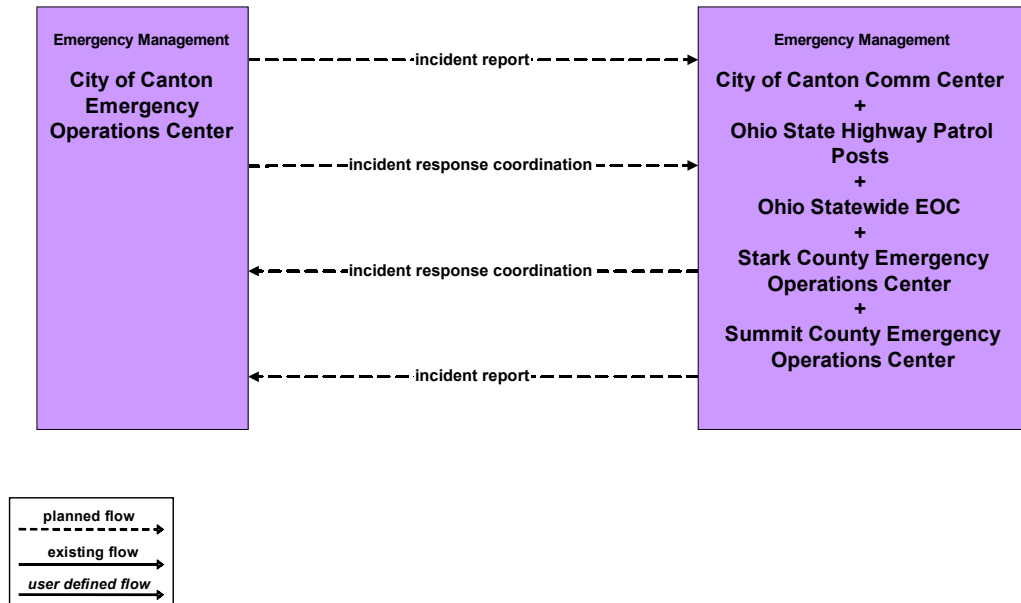 Emergency Management
City of Canton
Emergency
Operations Center
incident report
incident response coordination
incident response coordination
incident report
Emergency Management
City of Canton Comm Center
+
Ohio State Highway Patrol
Posts
+
Ohio Statewide EOC
+
Stark County Emergency
Operations Center
+
Summit County Emergency
Operations Center
planned flow
existing flow
user defined flow